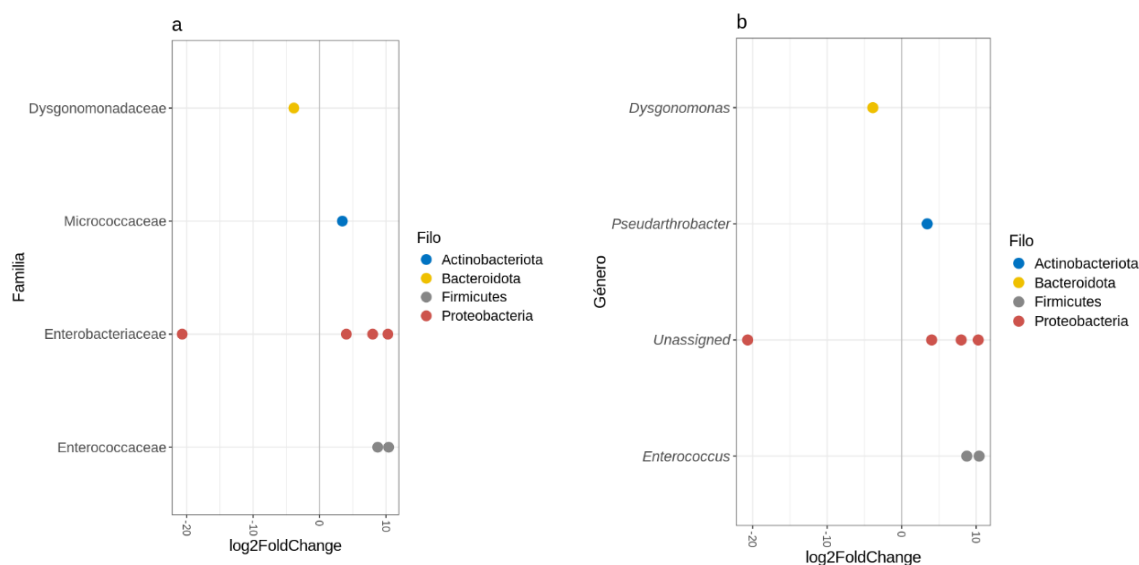 a
Familia
Dysgonomonadaceae
Micrococcaceae
Enterobacteriaceae
Enterococcaceae
-20
-10
0
10
log2FoldChange
Filo
Actinobacteriota
Bacteroidota
Firmicutes
Proteobacteria
b
Género
Dysgonomonas
Pseudarthrobacter
Unassigned
Enterococcus
-20
-10
0
10
log2FoldChange
Filo
Actinobacteriota
Bacteroidota
Firmicutes
Proteobacteria